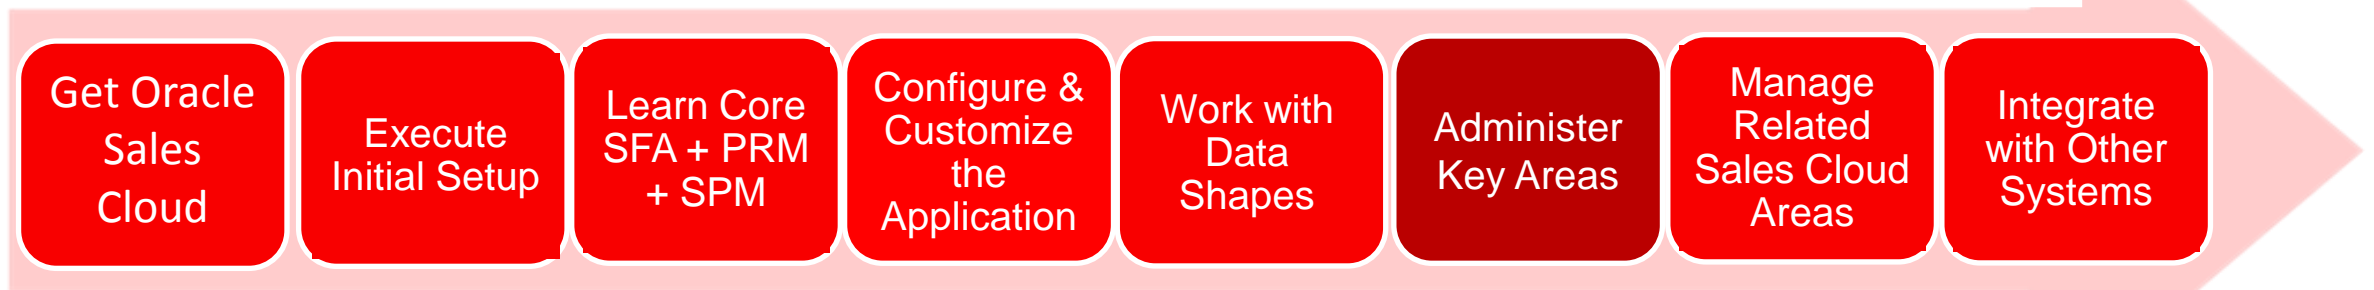 Get Oracle
Sales
Cloud
Execute
Initial Setup
Learn Core
SFA + PRM
+ SPM
Configure &
Customize
the
Application
Work with
Data
Shapes
Administer
Key Areas
Manage
Related
Sales Cloud
Areas
Integrate
with Other
Systems